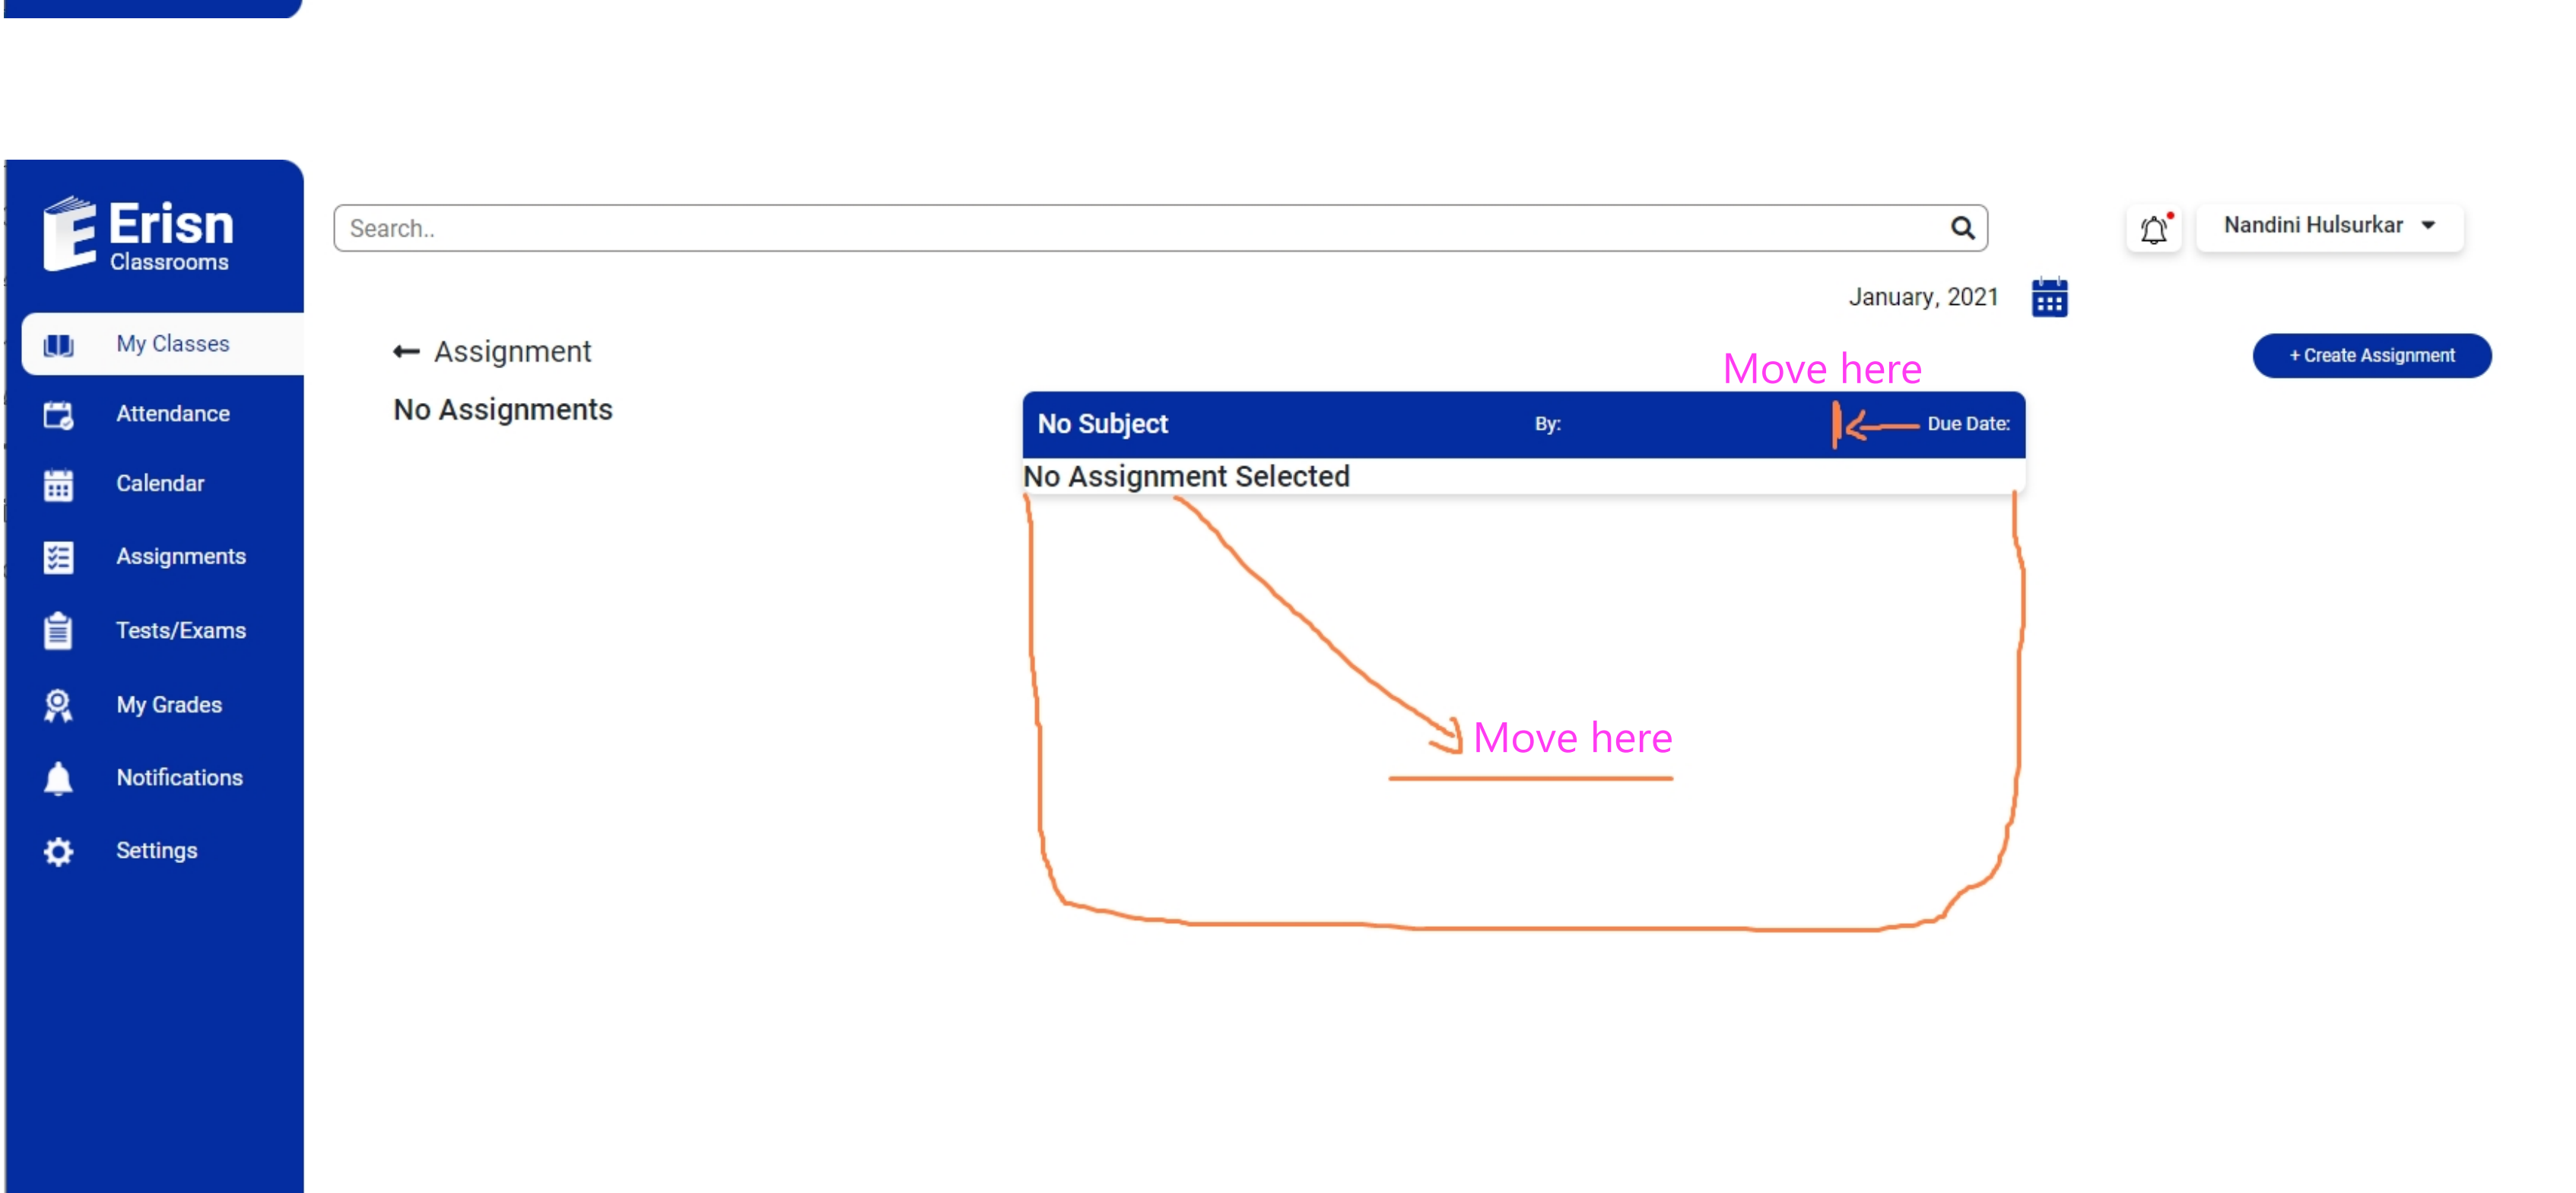 Erisn
Classrooms
Search..
Nandini Hulsurkar
January, 2021
My Classes
Attendance
Calendar
Assignments
Tests/Exams
My Grades
Notifications
Settings
Assignment
+ Create Assignment
Move here
No Assignments
No Subject
By:
Due Date:
No Assignment Selected
Move here